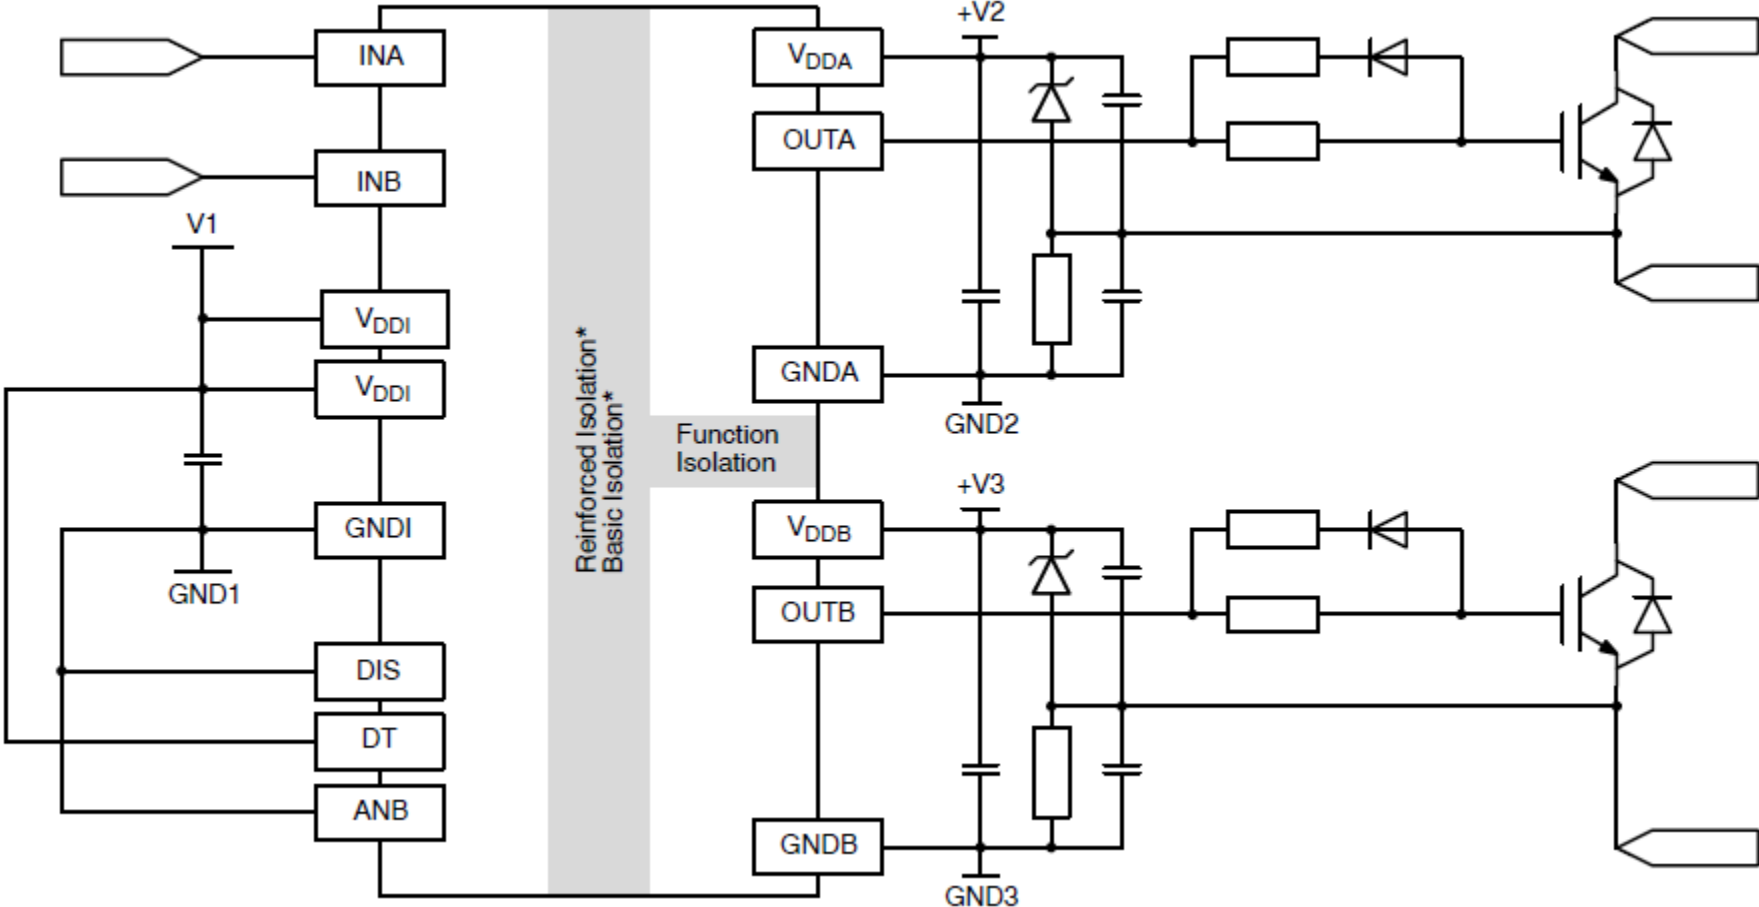 +V2
INA
VDDA
OUTA
INB
V1
VDDI
VDDI
GNDA
GND2
Reinforced Isolation*
Basic Isolation*
Function
Isolation
+V3
GNDI
VDDB
GND1
OUTB
DIS
DT
ANB
GNDB
GND3